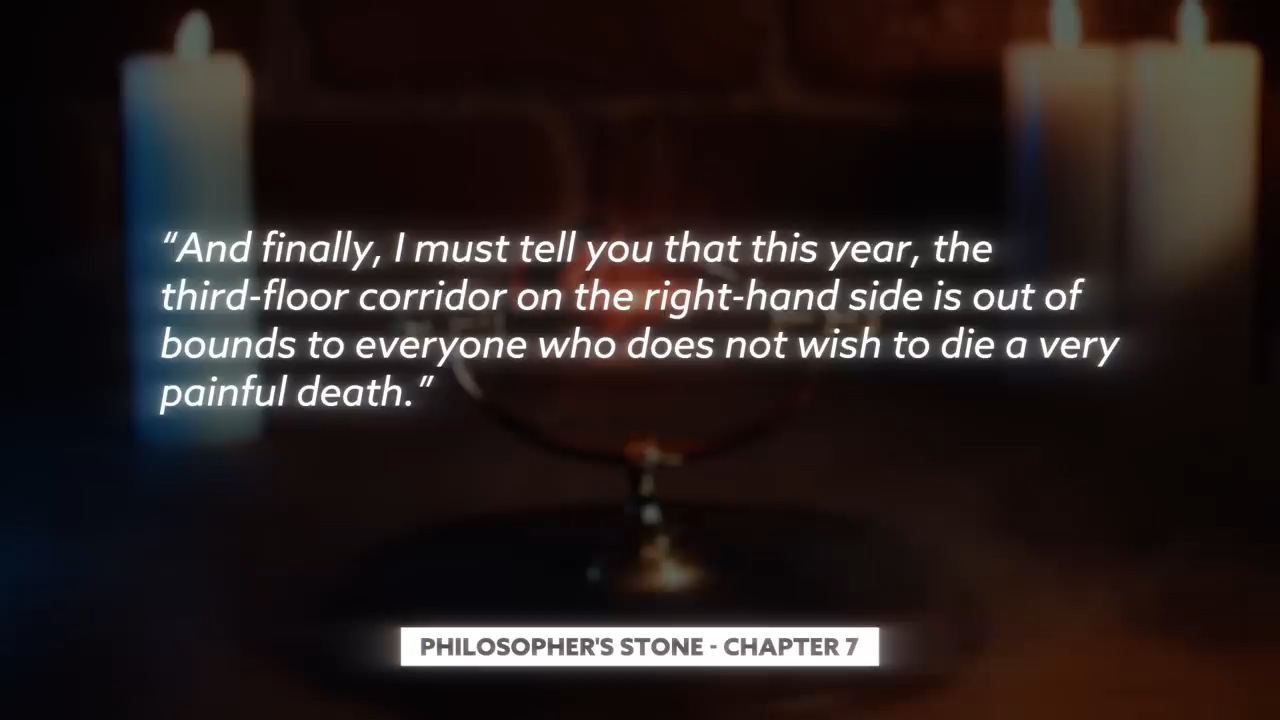 “And finally, I must tell you that this year, the
third-floor corridor on the right-hand side is out of
bounds to everyone who does not wish to die a very
painful death.”
PHILOSOPHER'S STONE - CHAPTER 7